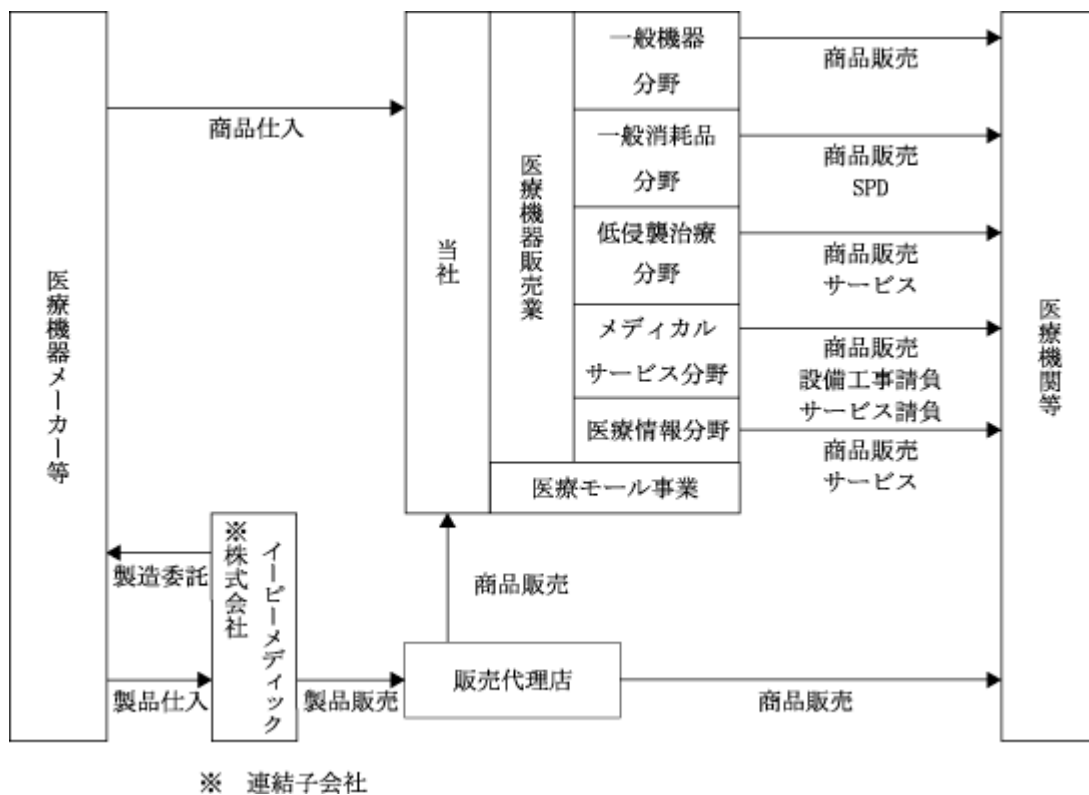 医療機器メーカー等
商品仕入
当社
医療機器販売業
一般機器
分野
商品販売
一般消耗品
分野
商品販売
SPD
低侵襲治療
分野
商品販売
サービス
メディカル
サービス分野
商品販売
設備工事請負
サービス請負
医療情報分野
商品販売
サービス
医療モール事業
医療機関等
製造委託
※株式会社
イーピーメディック
製品仕入
製品販売
商品販売
販売代理店
商品販売
※ 連結子会社